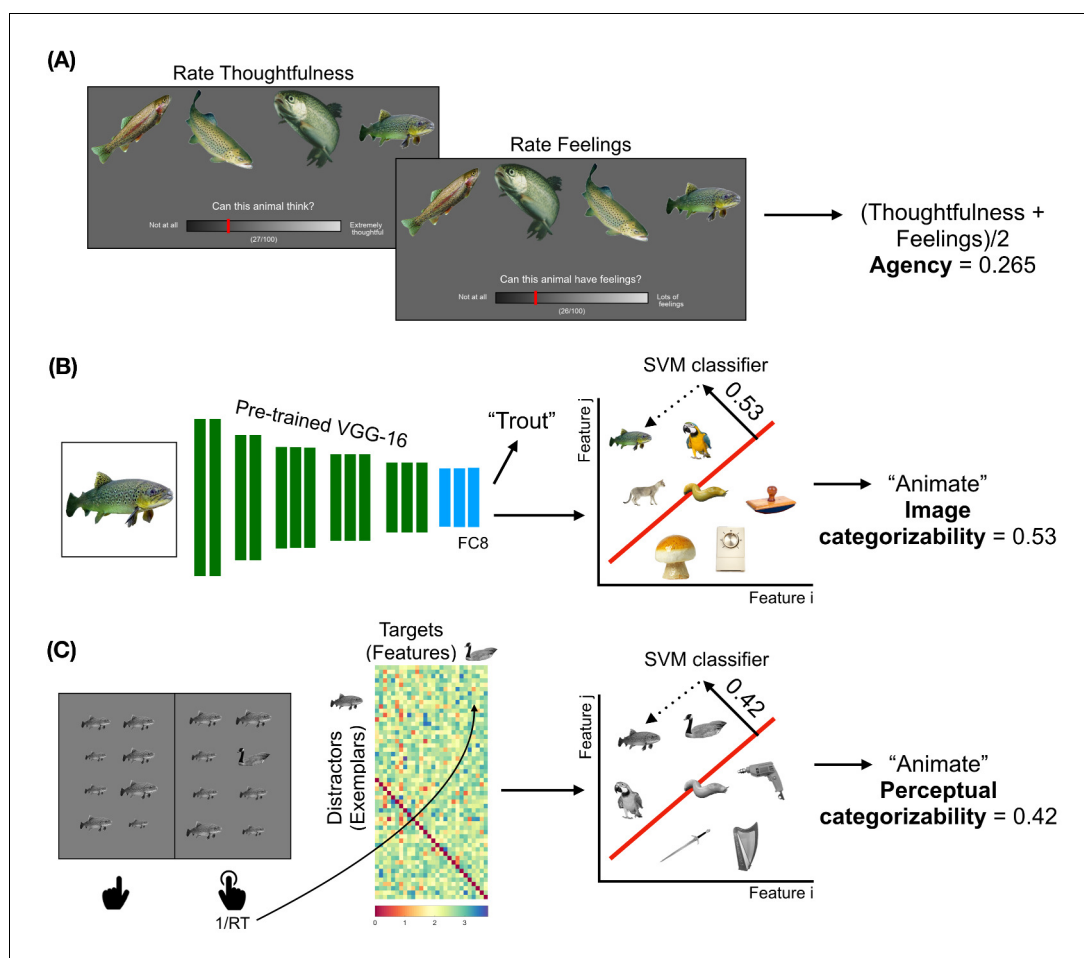 (A)
Rate Thoughtfulness
Can this animal think?
Not at all
Extremely
thoughtful
(27/100)
Rate Feelings
Can this animal have feelings?
Not at all
Lots of
feelings
(26/100)
(Thoughtfulness +
Feelings)/2
Agency = 0.265
(B)
Pre-trained VGG-16
FC8
“Trout”
SVM classifier
0.53
Feature j
Feature i
“Animate”
Image
categorizability = 0.53
(C)
1/RT
Targets
(Features)
Distractors
(Exemplars)
0 1 2 3
SVM classifier
0.42
Feature j
Feature i
“Animate”
Perceptual
categorizability = 0.42